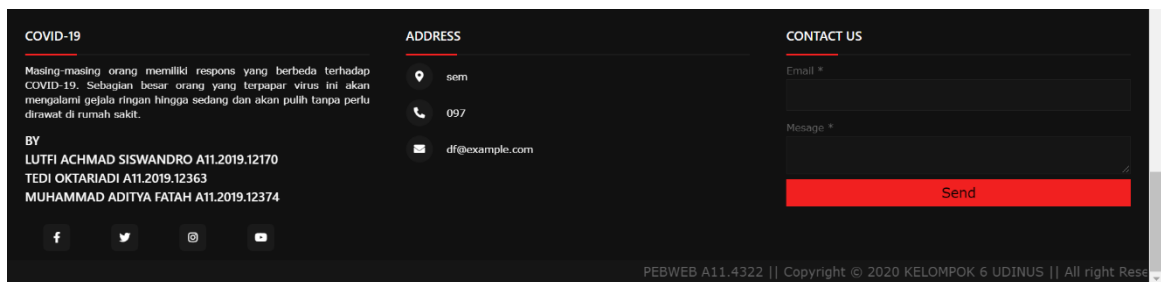 COVID-19
Masing-masing orang memiliki respons yang berbeda terhadap
COVID-19. Sebagian besar orang yang terpapar virus ini akan
mengalami gejala ringan hingga sedang dan akan pulih tanpa perlu
dirawat di rumah sakit.
BY
LUTFI ACHMAD SISWANDRO A11.2019.12170
TEDI OKTARIADI A11.2019.12363
MUHAMMAD ADITYA FATAH A11.2019.12374
ADDRESS
sem
097
df@example.com
CONTACT US
Email *
Mesage *
Send
PEBWEB A11.4322 || Copyright © 2020 KELOMPOK 6 UDINUS || All right Rese